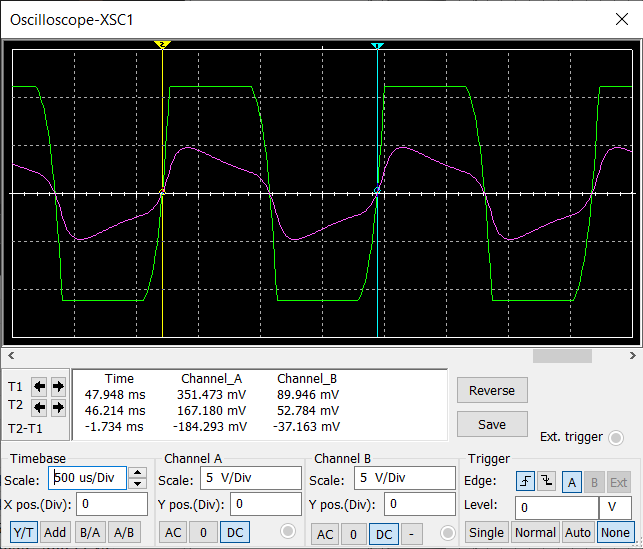 Oscilloscope-XSC1
2
1
T1
T2
T2-T1
Time Channel_A Channel_B
47.948 ms 351.473 mV 89.946 mV
46.214 ms 167.180 mV 52.784 mV
-1.734 ms -184.293 mV -37.163 mV
Reverse
Save
Ext. trigger
Timebase
Scale: 500 us/Div
X pos.(Div): 0
Y/T Add B/A A/B
Channel A
Scale: 5 V/Div
Y pos.(Div): 0
AC 0 DC
Channel B
Scale: 5 V/Div
Y pos.(Div): 0
AC 0 DC -
Trigger
Edge: A B Ext
Level: 0 V
Single Normal Auto None